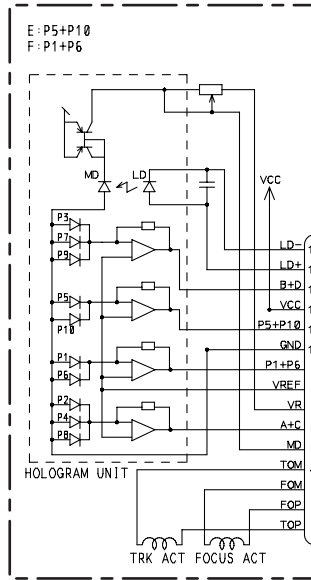 E:P5+P10
F:P1+P6
MD
LD
VCC
P3
P7
P9
P5
P10
P1
P6
P2
P4
P8
LD-
LD+
B+D
VCC
P5+P10
GND
P1+P6
VREF
VR
A+C
MD
TOM
FOM
FOP
TOP
HOLOGRAM UNIT
TRK ACT
FOCUS ACT